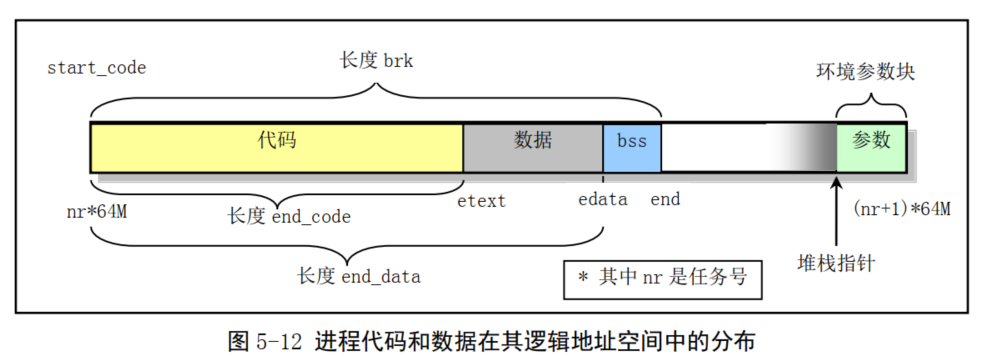 长度 brk
start_code
环境参数块
代码
数据
bss
参数
nr*64M
长度 end_code
etext
edata
end
(nr+1)*64M
长度 end_data
* 其中 nr 是任务号
堆栈指针
图 5-12 进程代码和数据在其逻辑地址空间中的分布